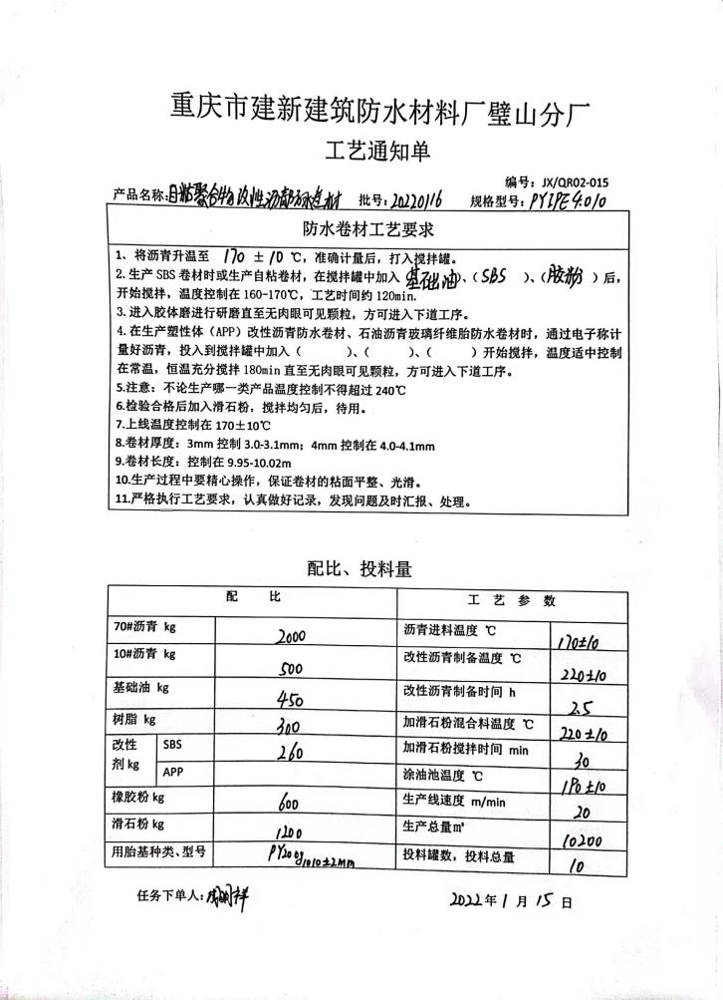 重庆市建新建筑防水材料厂璧山分厂
工艺通知单
编号：JX/QR02-015
产品名称：自粘聚合物改性沥青防水卷材 批号：20220116 规格型号：PYIPE 4.0 10
防水卷材工艺要求
1、将沥青升温至 170 ± 10 ℃，准确计量后，打入搅拌罐。
2.生产 SBS 卷材时或生产自粘卷材，在搅拌罐中加入（基础油）、（SBS ）、（胶粉 ）后，
开始搅拌，温度控制在 160-170℃，工艺时间约 120min.
3.进入胶体磨进行研磨直至无肉眼可见颗粒，方可进入下道工序。
4.在生产塑性体（APP）改性沥青防水卷材、石油沥青玻璃纤维胎防水卷材时，通过电子称计
量好沥青，投入到搅拌罐中加入（ ）、（ ）、（ ）开始搅拌，温度适中控制
在常温，恒温充分搅拌 180min 直至无肉眼可见颗粒，方可进入下道工序。
5.注意：不论生产哪一类产品温度控制不得超过 240℃
6.检验合格后加入滑石粉，搅拌均匀后，待用。
7.上线温度控制在 170±10℃
8.卷材厚度：3mm 控制 3.0-3.1mm；4mm 控制在 4.0-4.1mm
9.卷材长度：控制在 9.95-10.02m
10.生产过程中要精心操作，保证卷材的粘面平整、光滑。
11.严格执行工艺要求，认真做好记录，发现问题及时汇报、处理。
配比、投料量
配 比 工 艺 参 数
70#沥青 kg 2000 沥青进料温度 ℃ 170±10
10#沥青 kg 500 改性沥青制备温度 ℃ 220±10
基础油 kg 450 改性沥青制备时间 h 2.5
树脂 kg 300 加滑石粉混合料温度 ℃ 220±10
改性剂 kg SBS 260 加滑石粉搅拌时间 min 30
APP 涂油池温度 ℃ 180±10
橡胶粉 kg 600 生产线速度 m/min 20
滑石粉 kg 1200 生产总量㎡ 10200
用胎基种类、型号 PY200g 1010±2mm 投料罐数，投料总量 10
任务下单人： 2022年1月15日